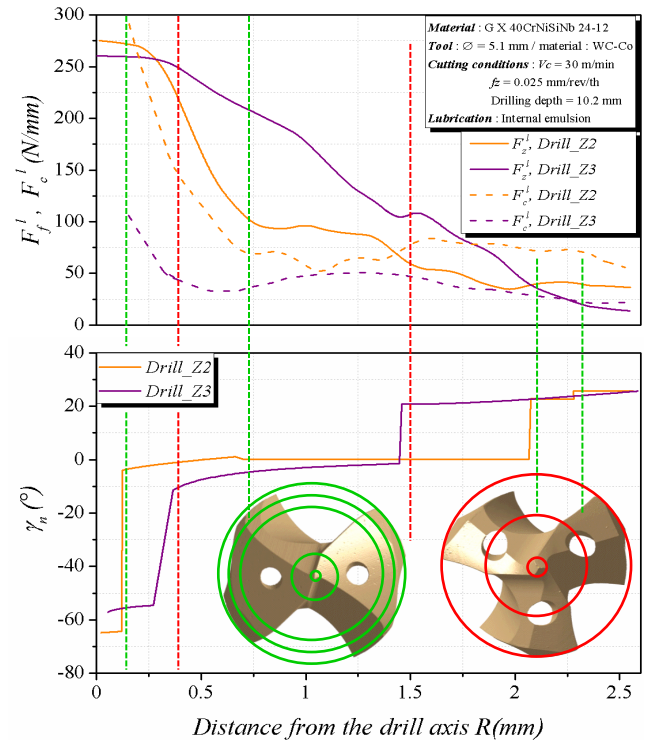 Material : G X 40CrNiSiNb 24-12
Tool : ∅ = 5.1 mm / material : WC-Co
Cutting conditions : Vc = 30 m/min
fz = 0.025 mm/rev/th
Drilling depth = 10.2 mm
Lubrication : Internal emulsion
F_z^l, Drill_Z2
F_z^l, Drill_Z3
F_c^l, Drill_Z2
F_c^l, Drill_Z3
F_f^l , F_c^l (N/mm)
300
250
200
150
100
50
0
Drill_Z2
Drill_Z3
γn (°)
40
20
0
-20
-40
-60
-80
0
0.5
1
1.5
2
2.5
Distance from the drill axis R(mm)